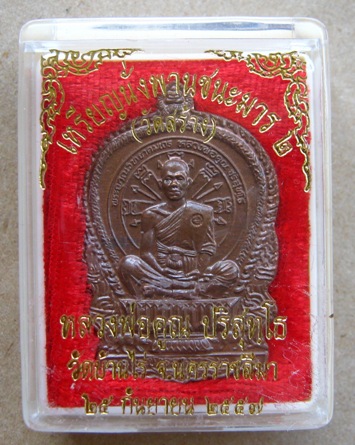 เหรียญนั่งพานชนะมาร ๒
(วัดสร้าง)
หลวงพ่อคูณ ปริสุทฺโธ
วัดบ้านไร่ จ.นครราชสีมา
๒๕ กันยายน ๒๕๕๗